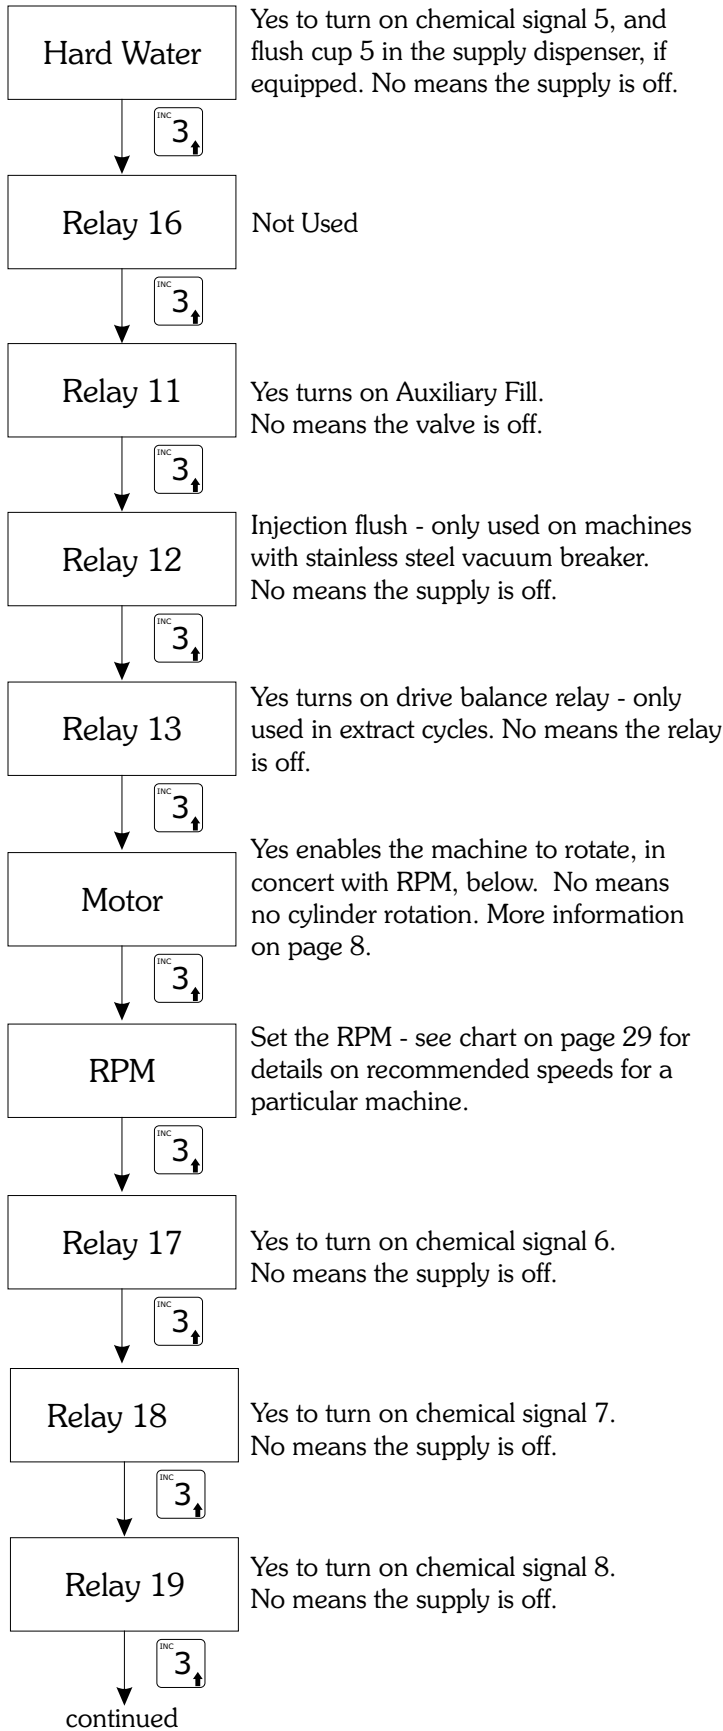 Hard Water
Yes to turn on chemical signal 5, and
flush cup 5 in the supply dispenser, if
equipped. No means the supply is off.
INC
3
Relay 16
Not Used
INC
3
Relay 11
Yes turns on Auxiliary Fill.
No means the valve is off.
INC
3
Relay 12
Injection flush - only used on machines
with stainless steel vacuum breaker.
No means the supply is off.
INC
3
Relay 13
Yes turns on drive balance relay - only
used in extract cycles. No means the relay
is off.
INC
3
Motor
Yes enables the machine to rotate, in
concert with RPM, below.  No means
no cylinder rotation. More information
on page 8.
INC
3
RPM
Set the RPM - see chart on page 29 for
details on recommended speeds for a
particular machine.
INC
3
Relay 17
Yes to turn on chemical signal 6.
No means the supply is off.
INC
3
Relay 18
Yes to turn on chemical signal 7.
No means the supply is off.
INC
3
Relay 19
Yes to turn on chemical signal 8.
No means the supply is off.
INC
3
continued